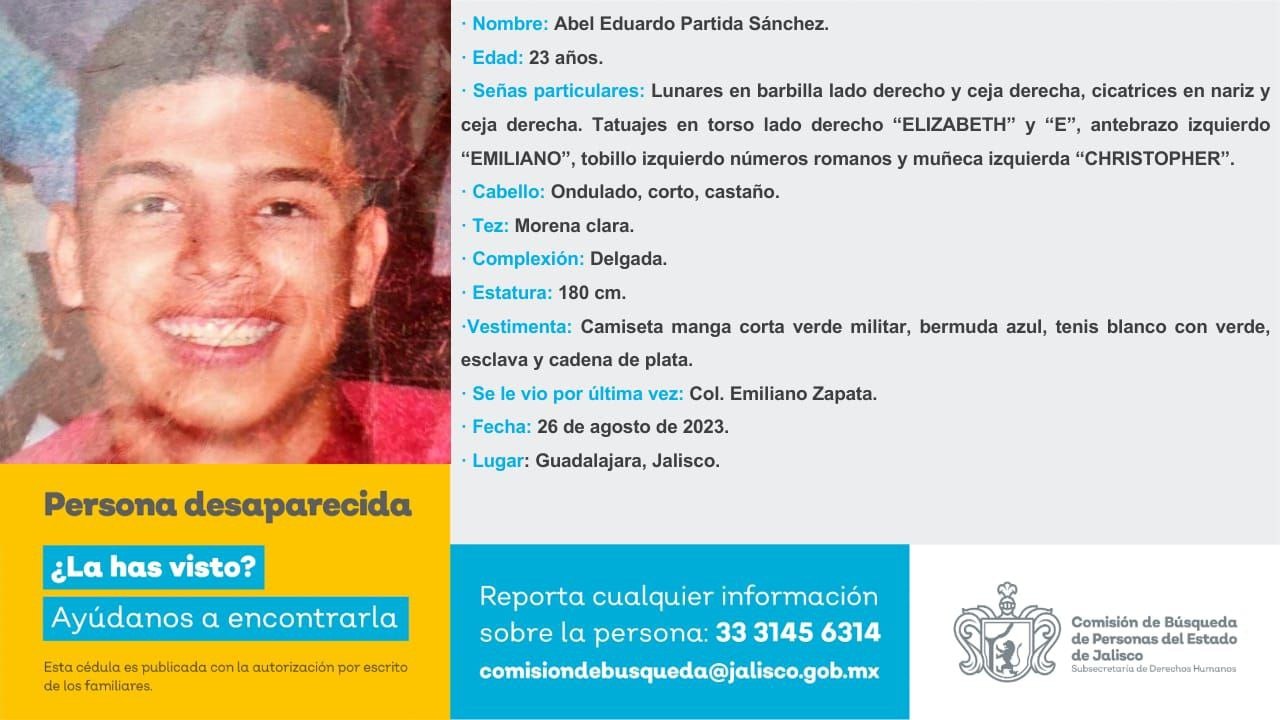 · Nombre: Abel Eduardo Partida Sánchez.
· Edad: 23 años.
· Señas particulares: Lunares en barbilla lado derecho y ceja derecha, cicatrices en nariz y
ceja derecha. Tatuajes en torso lado derecho “ELIZABETH” y “E”, antebrazo izquierdo
“EMILIANO”, tobillo izquierdo números romanos y muñeca izquierda “CHRISTOPHER”.
· Cabello: Ondulado, corto, castaño.
· Tez: Morena clara.
· Complexión: Delgada.
· Estatura: 180 cm.
·Vestimenta: Camiseta manga corta verde militar, bermuda azul, tenis blanco con verde,
esclava y cadena de plata.
· Se le vio por última vez: Col. Emiliano Zapata.
· Fecha: 26 de agosto de 2023.
· Lugar: Guadalajara, Jalisco.
Persona desaparecida
¿La has visto?
Ayúdanos a encontrarla
Esta cédula es publicada con la autorización por escrito
de los familiares.
Reporta cualquier información
sobre la persona: 33 3145 6314
comisiondebusqueda@jalisco.gob.mx
Comisión de Búsqueda
de Personas del Estado
de Jalisco
Subsecretaría de Derechos Humanos